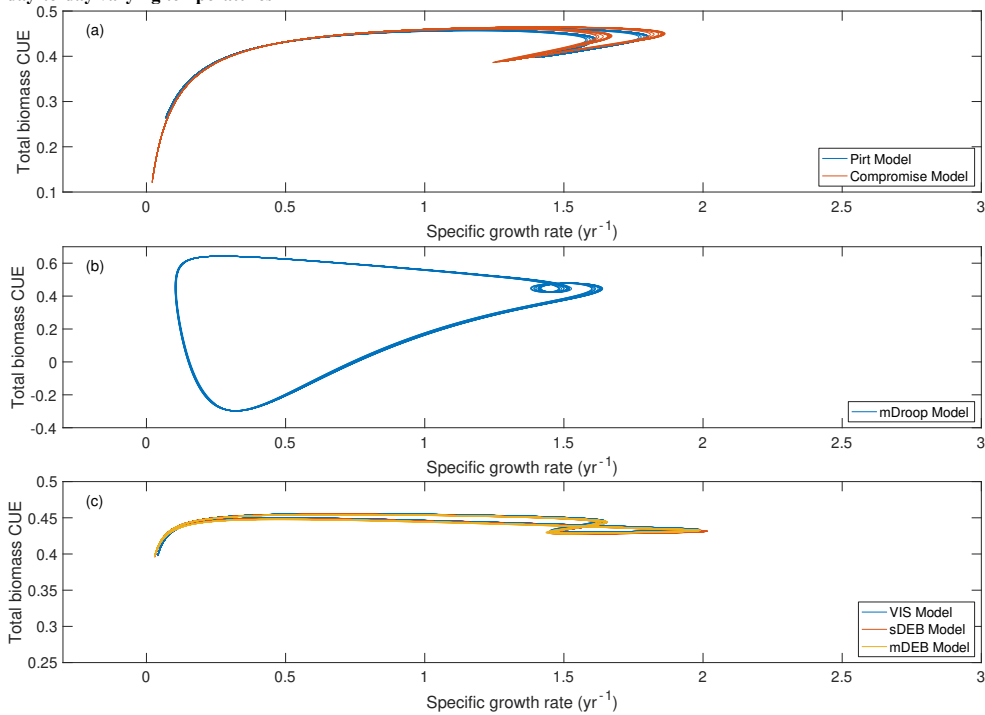 (a)
Total biomass CUE
0.5
0.4
0.3
0.2
0.1
0
0.5
1
1.5
2
2.5
3
Specific growth rate (yr⁻¹)
Pirt Model
Compromise Model
(b)
Total biomass CUE
0.6
0.4
0.2
0
-0.2
-0.4
0
0.5
1
1.5
2
2.5
3
Specific growth rate (yr⁻¹)
mDroop Model
(c)
Total biomass CUE
0.5
0.45
0.4
0.35
0.3
0.25
0
0.5
1
1.5
2
2.5
3
Specific growth rate (yr⁻¹)
VIS Model
sDEB Model
mDEB Model